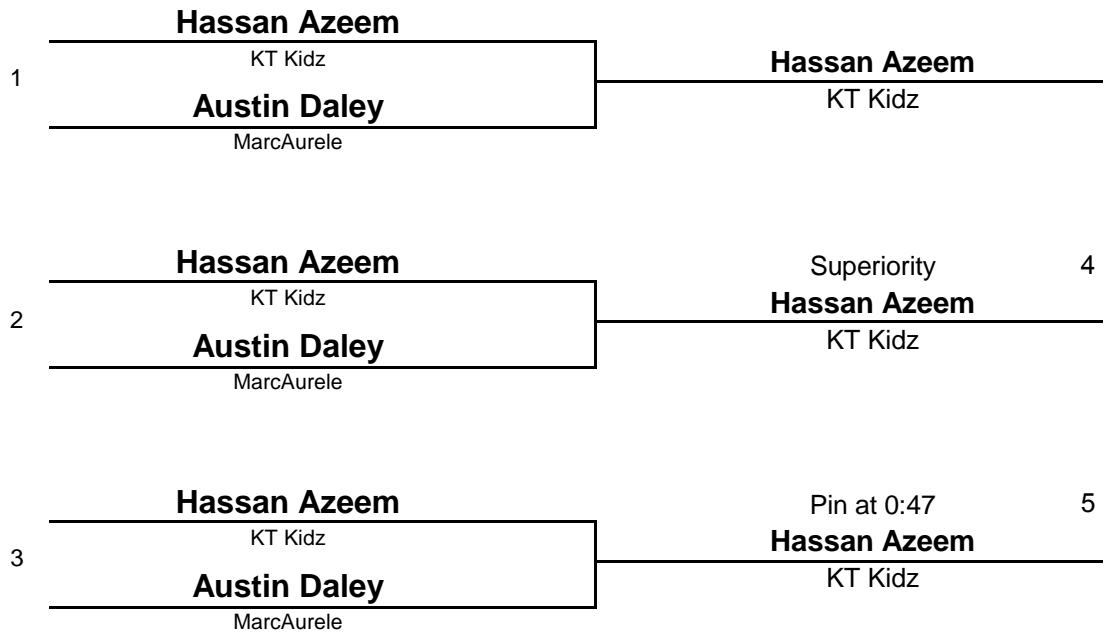 Hassan Azeem
KT Kidz
1
Austin Daley
MarcAurele
Hassan Azeem
KT Kidz
Hassan Azeem
KT Kidz
2
Austin Daley
MarcAurele
Superiority 4
Hassan Azeem
KT Kidz
Hassan Azeem
KT Kidz
3
Austin Daley
MarcAurele
Pin at 0:47 5
Hassan Azeem
KT Kidz